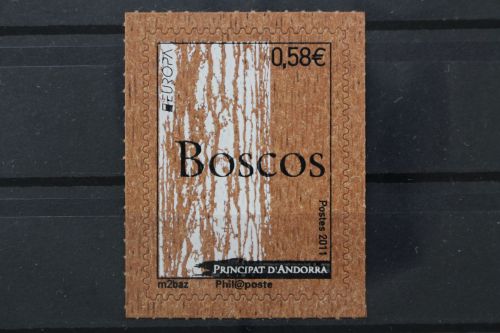 0,58€
EUROPA
Boscos
Postes 2011
PRINCIPAT D'ANDORRA
m2baz Phil@poste